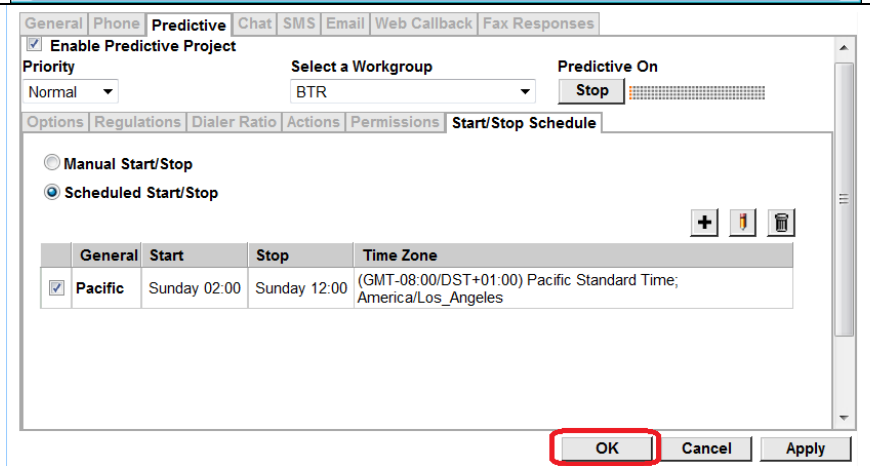 General Phone Predictive Chat SMS Email Web Callback Fax Responses
Enable Predictive Project
Priority Select a Workgroup Predictive On
Normal BTR Stop
Options Regulations Dialer Ratio Actions Permissions Start/Stop Schedule
Manual Start/Stop
Scheduled Start/Stop
General Start Stop Time Zone
Pacific Sunday 02:00 Sunday 12:00 (GMT-08:00/DST+01:00) Pacific Standard Time;
America/Los_Angeles
OK Cancel Apply